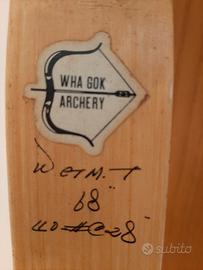 WHA GOK
ARCHERY
68"
40#C-28"
subito